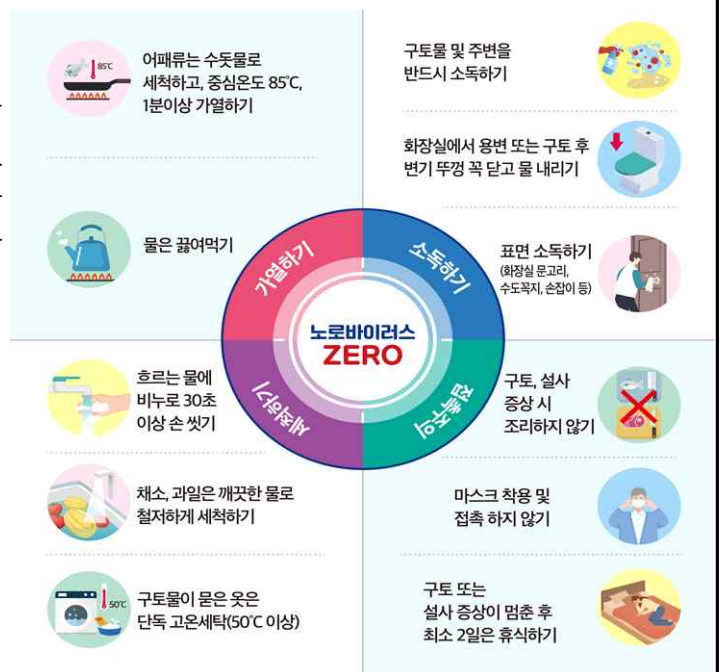 어패류는 수돗물로
세척하고, 중심온도 85℃,
1분이상 가열하기
85℃
물은 끓여먹기
가열하기
구토물 및 주변을
반드시 소독하기
화장실에서 용변 또는 구토 후
변기 뚜껑 꼭 닫고 물 내리기
표면 소독하기
(화장실 문고리,
수도꼭지, 손잡이 등)
소독하기
노로바이러스
ZERO
흐르는 물에
비누로 30초
이상 손 씻기
채소, 과일은 깨끗한 물로
철저하게 세척하기
구토물이 묻은 옷은
단독 고온세탁(50℃ 이상)
50℃
세척하기
구토, 설사
증상 시
조리하지 않기
마스크 착용 및
접촉 하지 않기
구토 또는
설사 증상이 멈춘 후
최소 2일은 휴식하기
접촉주의